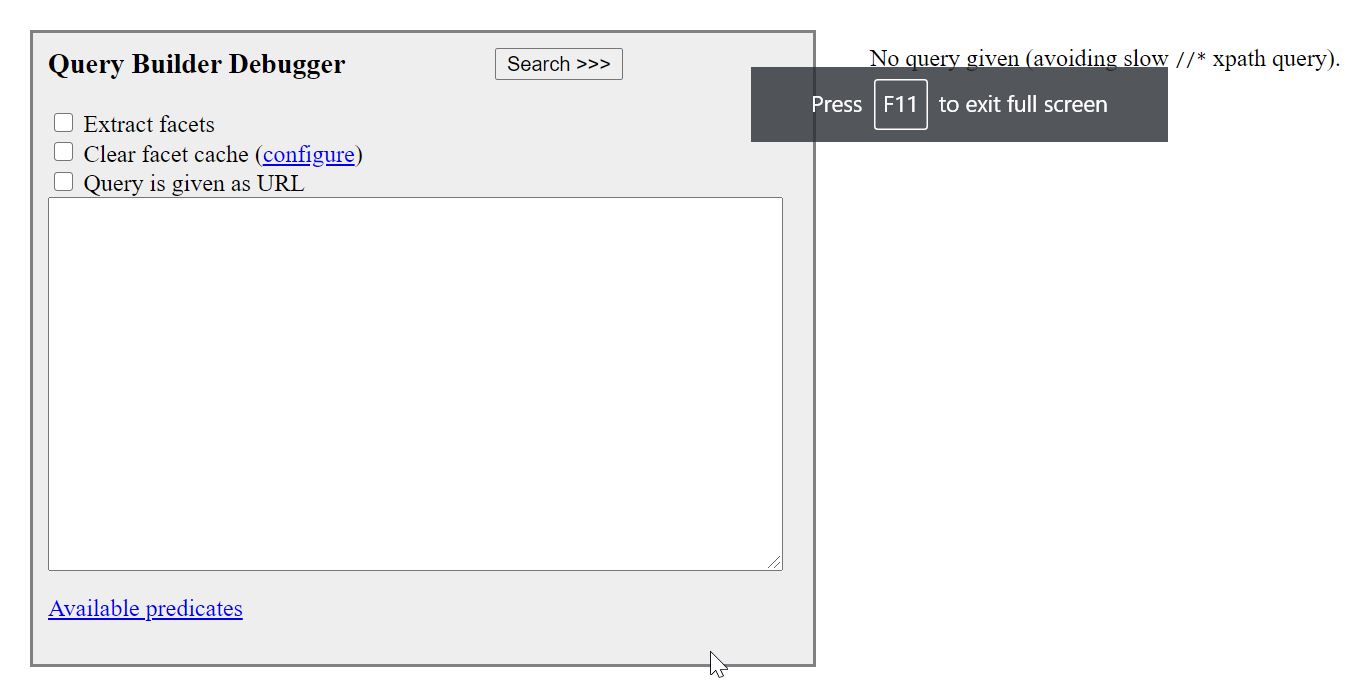 Query Builder Debugger
Search >>>
Extract facets
Clear facet cache (configure)
Query is given as URL
Available predicates
No query given (avoiding slow //* xpath query).
Press F11 to exit full screen